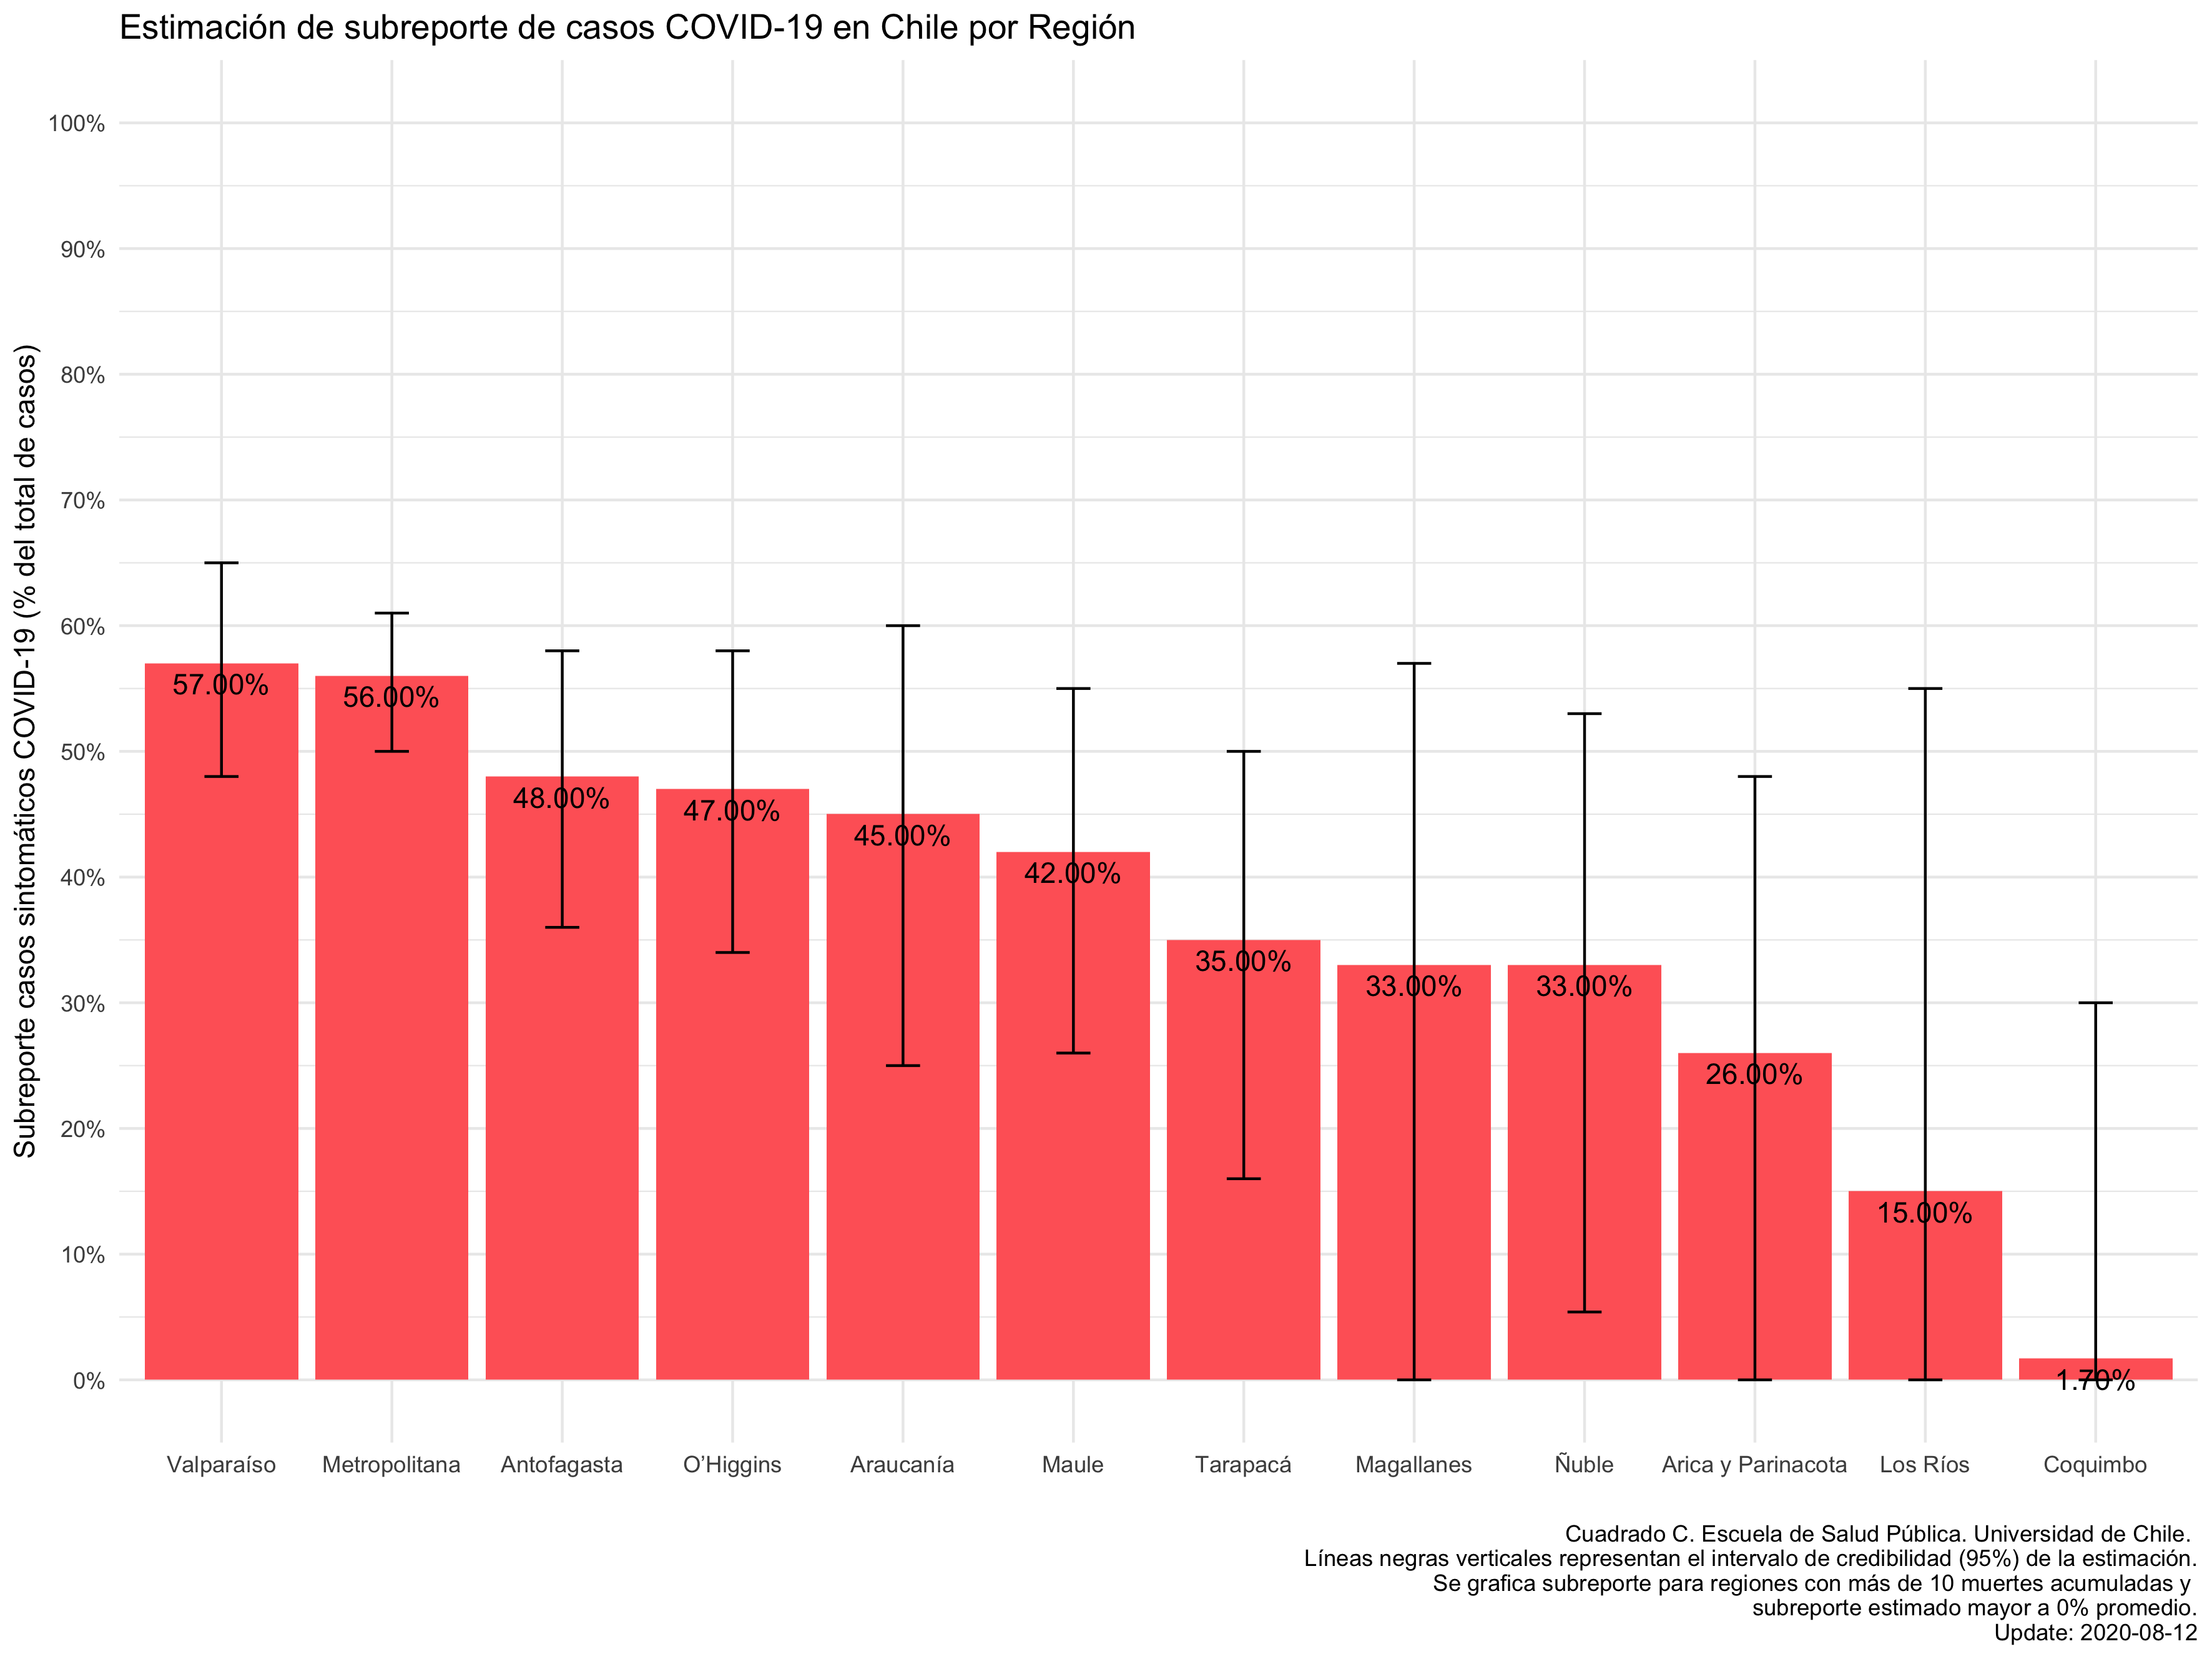 Estimación de subreporte de casos COVID-19 en Chile por Región
Subreporte casos sintomáticos COVID-19 (% del total de casos)
100%
90%
80%
70%
60%
50%
40%
30%
20%
10%
0%
57.00%
56.00%
48.00%
47.00%
45.00%
42.00%
35.00%
33.00%
33.00%
26.00%
15.00%
1.70%
Valparaíso
Metropolitana
Antofagasta
O’Higgins
Araucanía
Maule
Tarapacá
Magallanes
Ñuble
Arica y Parinacota
Los Ríos
Coquimbo
Cuadrado C. Escuela de Salud Pública. Universidad de Chile.
Líneas negras verticales representan el intervalo de credibilidad (95%) de la estimación.
Se grafica subreporte para regiones con más de 10 muertes acumuladas y
subreporte estimado mayor a 0% promedio.
Update: 2020-08-12